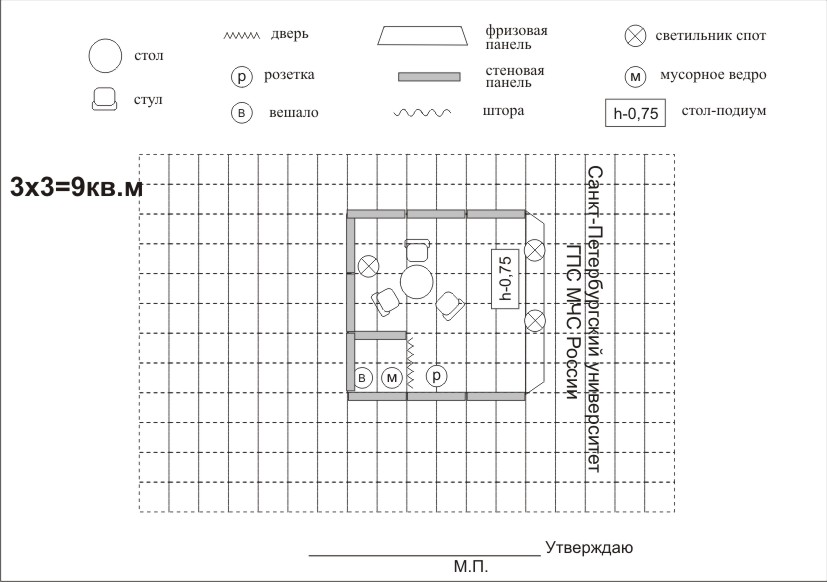 дверь
фризовая
панель
светильник спот
стол
р
розетка
стеновая
панель
м
мусорное ведро
стул
в
вешало
штора
h-0,75
стол-подиум
3х3=9кв.м
Санкт-Петербургский университет
ГПС МЧС России
h-0,75
в
м
р
Утверждаю
М.П.